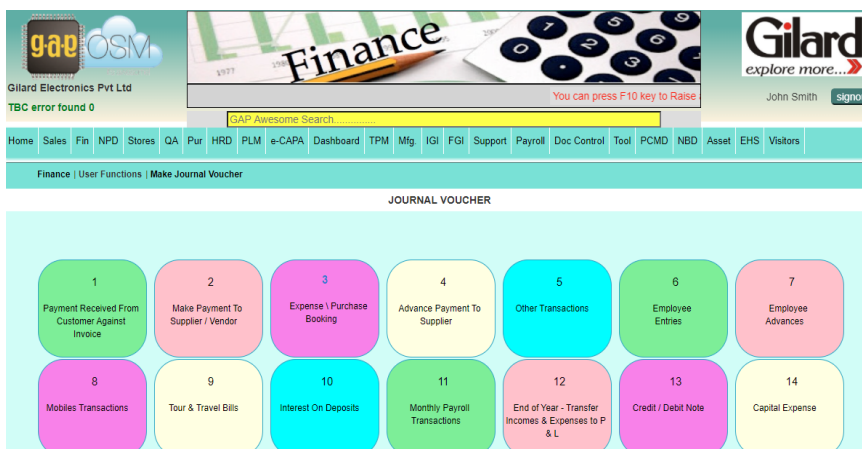 gap OSM
Finance
1977
Gilard
explore more...
Gilard Electronics Pvt Ltd
You can press F10 key to Raise
John Smith
signo
TBC error found 0
GAP Awesome Search...............
Home Sales Fin NPD Stores QA Pur HRD PLM e-CAPA Dashboard TPM Mfg. IGI FGI Support Payroll Doc Control Tool PCMD NBD Asset EHS Visitors
Finance | User Functions | Make Journal Voucher
JOURNAL VOUCHER
1
Payment Received From
Customer Against
Invoice
2
Make Payment To
Supplier / Vendor
3
Expense \ Purchase
Booking
4
Advance Payment To
Supplier
5
Other Transactions
6
Employee
Entries
7
Employee
Advances
8
Mobiles Transactions
9
Tour & Travel Bills
10
Interest On Deposits
11
Monthly Payroll
Transactions
12
End of Year - Transfer
Incomes & Expenses to P
& L
13
Credit / Debit Note
14
Capital Expense